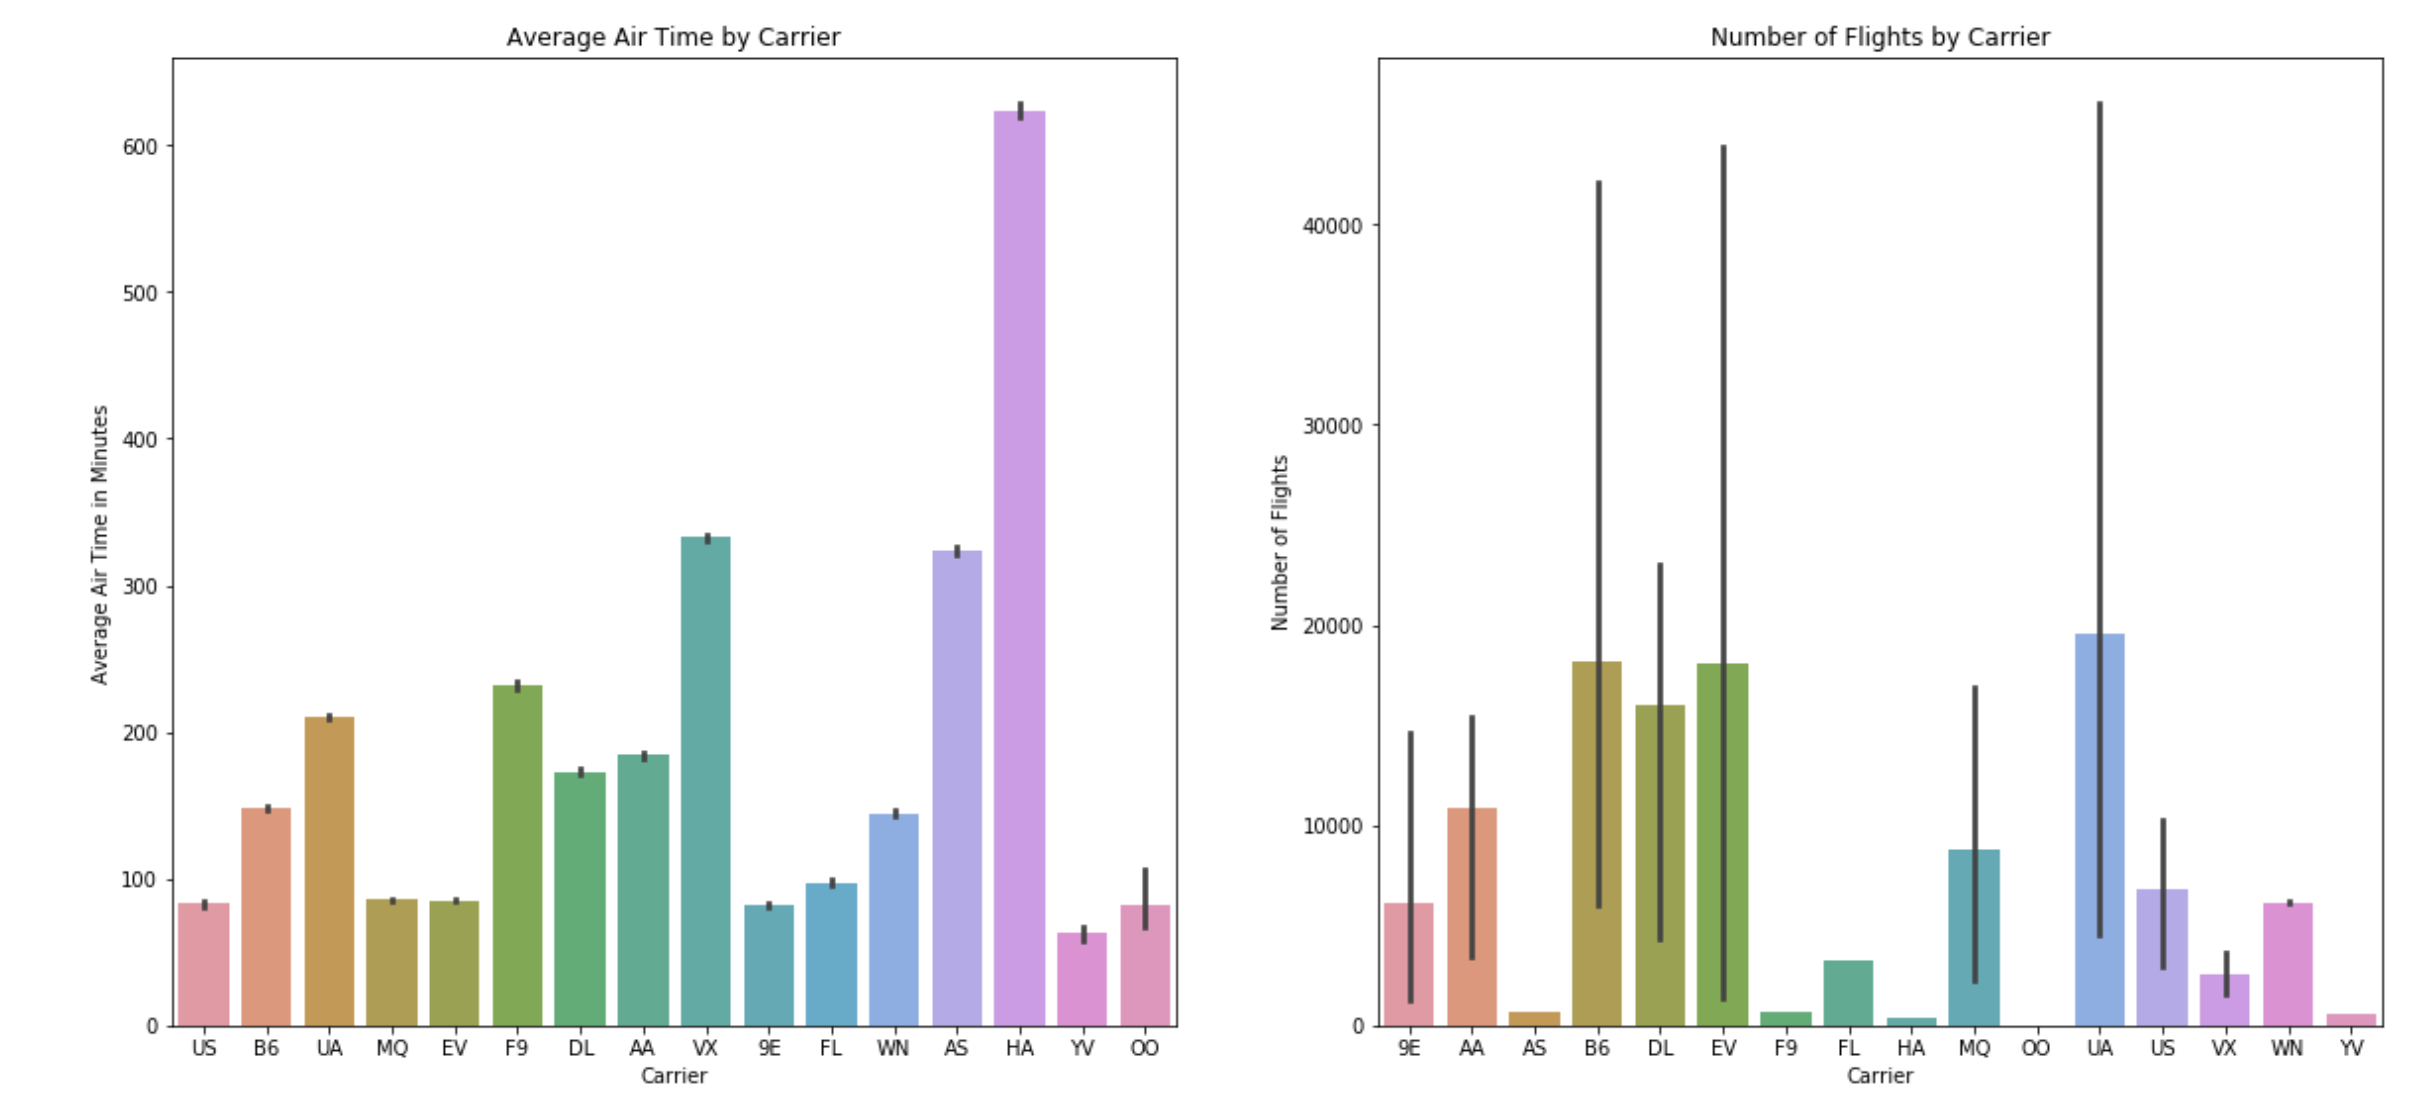 Average Air Time by Carrier
600
500
400
300
200
100
0
Average Air Time in Minutes
US B6 UA MQ EV F9 DL AA VX 9E FL WN AS HA YV OO
Carrier
Number of Flights by Carrier
40000
30000
20000
10000
0
Number of Flights
9E AA AS B6 DL EV F9 FL HA MQ OO UA US VX WN YV
Carrier